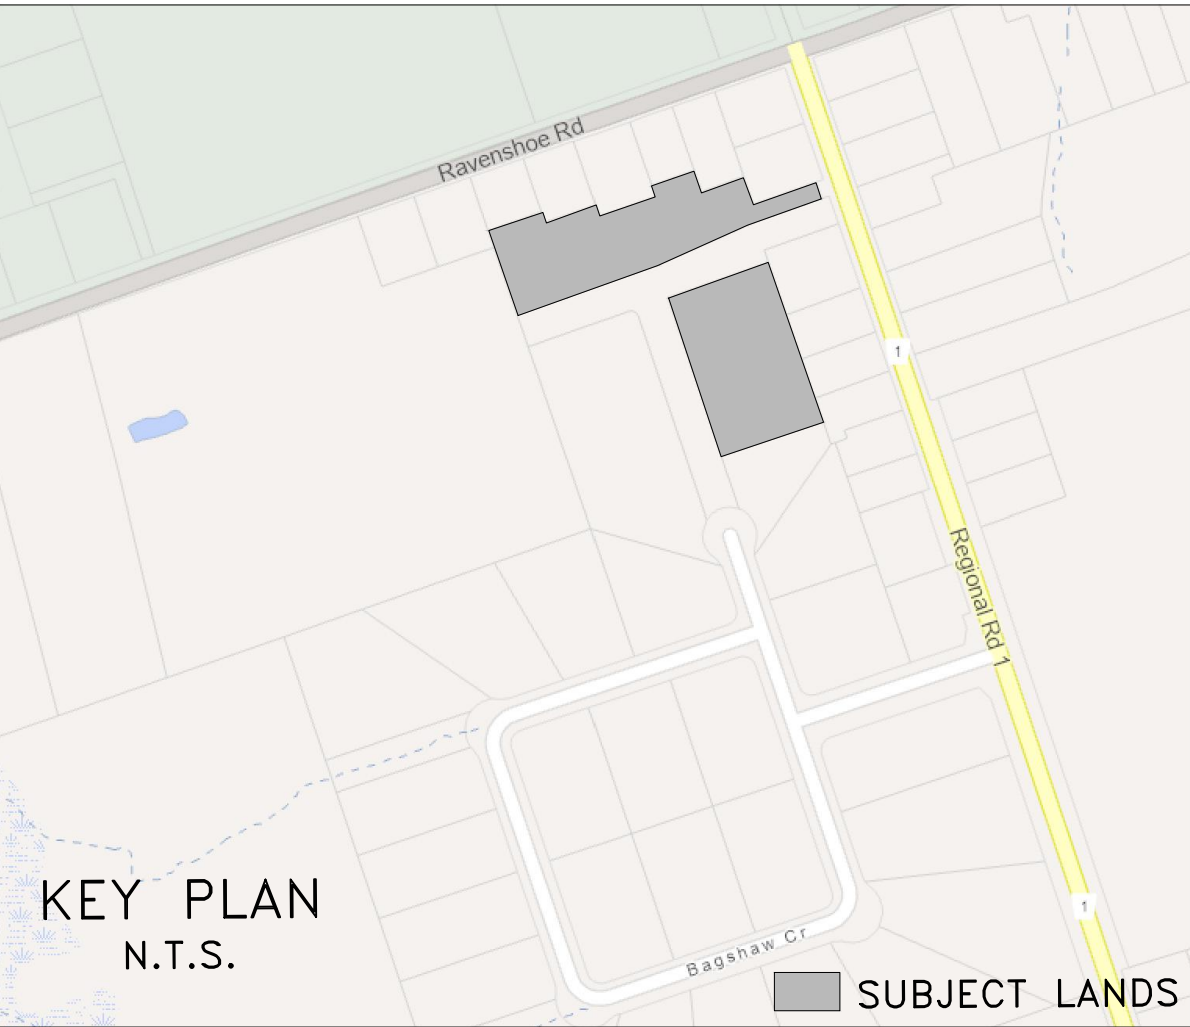 Ravenshoe Rd
1
Regional Rd 1
1
Bagshaw Cr
KEY PLAN
N.T.S.
SUBJECT LANDS